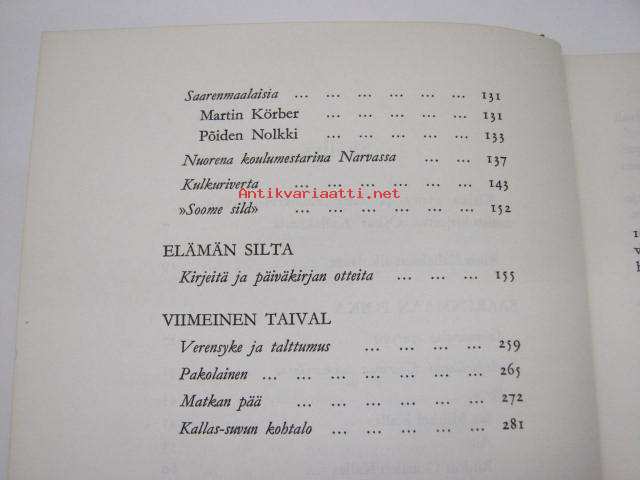 Saarenmaalaisia ... ... ... ... ... ... 131
Martin Körber ... ... ... ... ... 131
Põiden Nolkki ... ... ... ... ... 133
Nuorena koulumestarina Narvassa ... ... 137
Kulkuriverta ... ... ... ... ... ... 143
Antikvariaatti.net
»Soome sild» ... ... ... ... ... ... 152
ELÄMÄN SILTA
Kirjeitä ja päiväkirjan otteita ... ... ... 155
VIIMEINEN TAIVAL
Verensyke ja talttumus ... ... ... ... 259
Pakolainen ... ... ... ... ... ... ... 265
Matkan pää ... ... ... ... ... ... 272
Kallas-suvun kohtalo ... ... ... ... ... 281